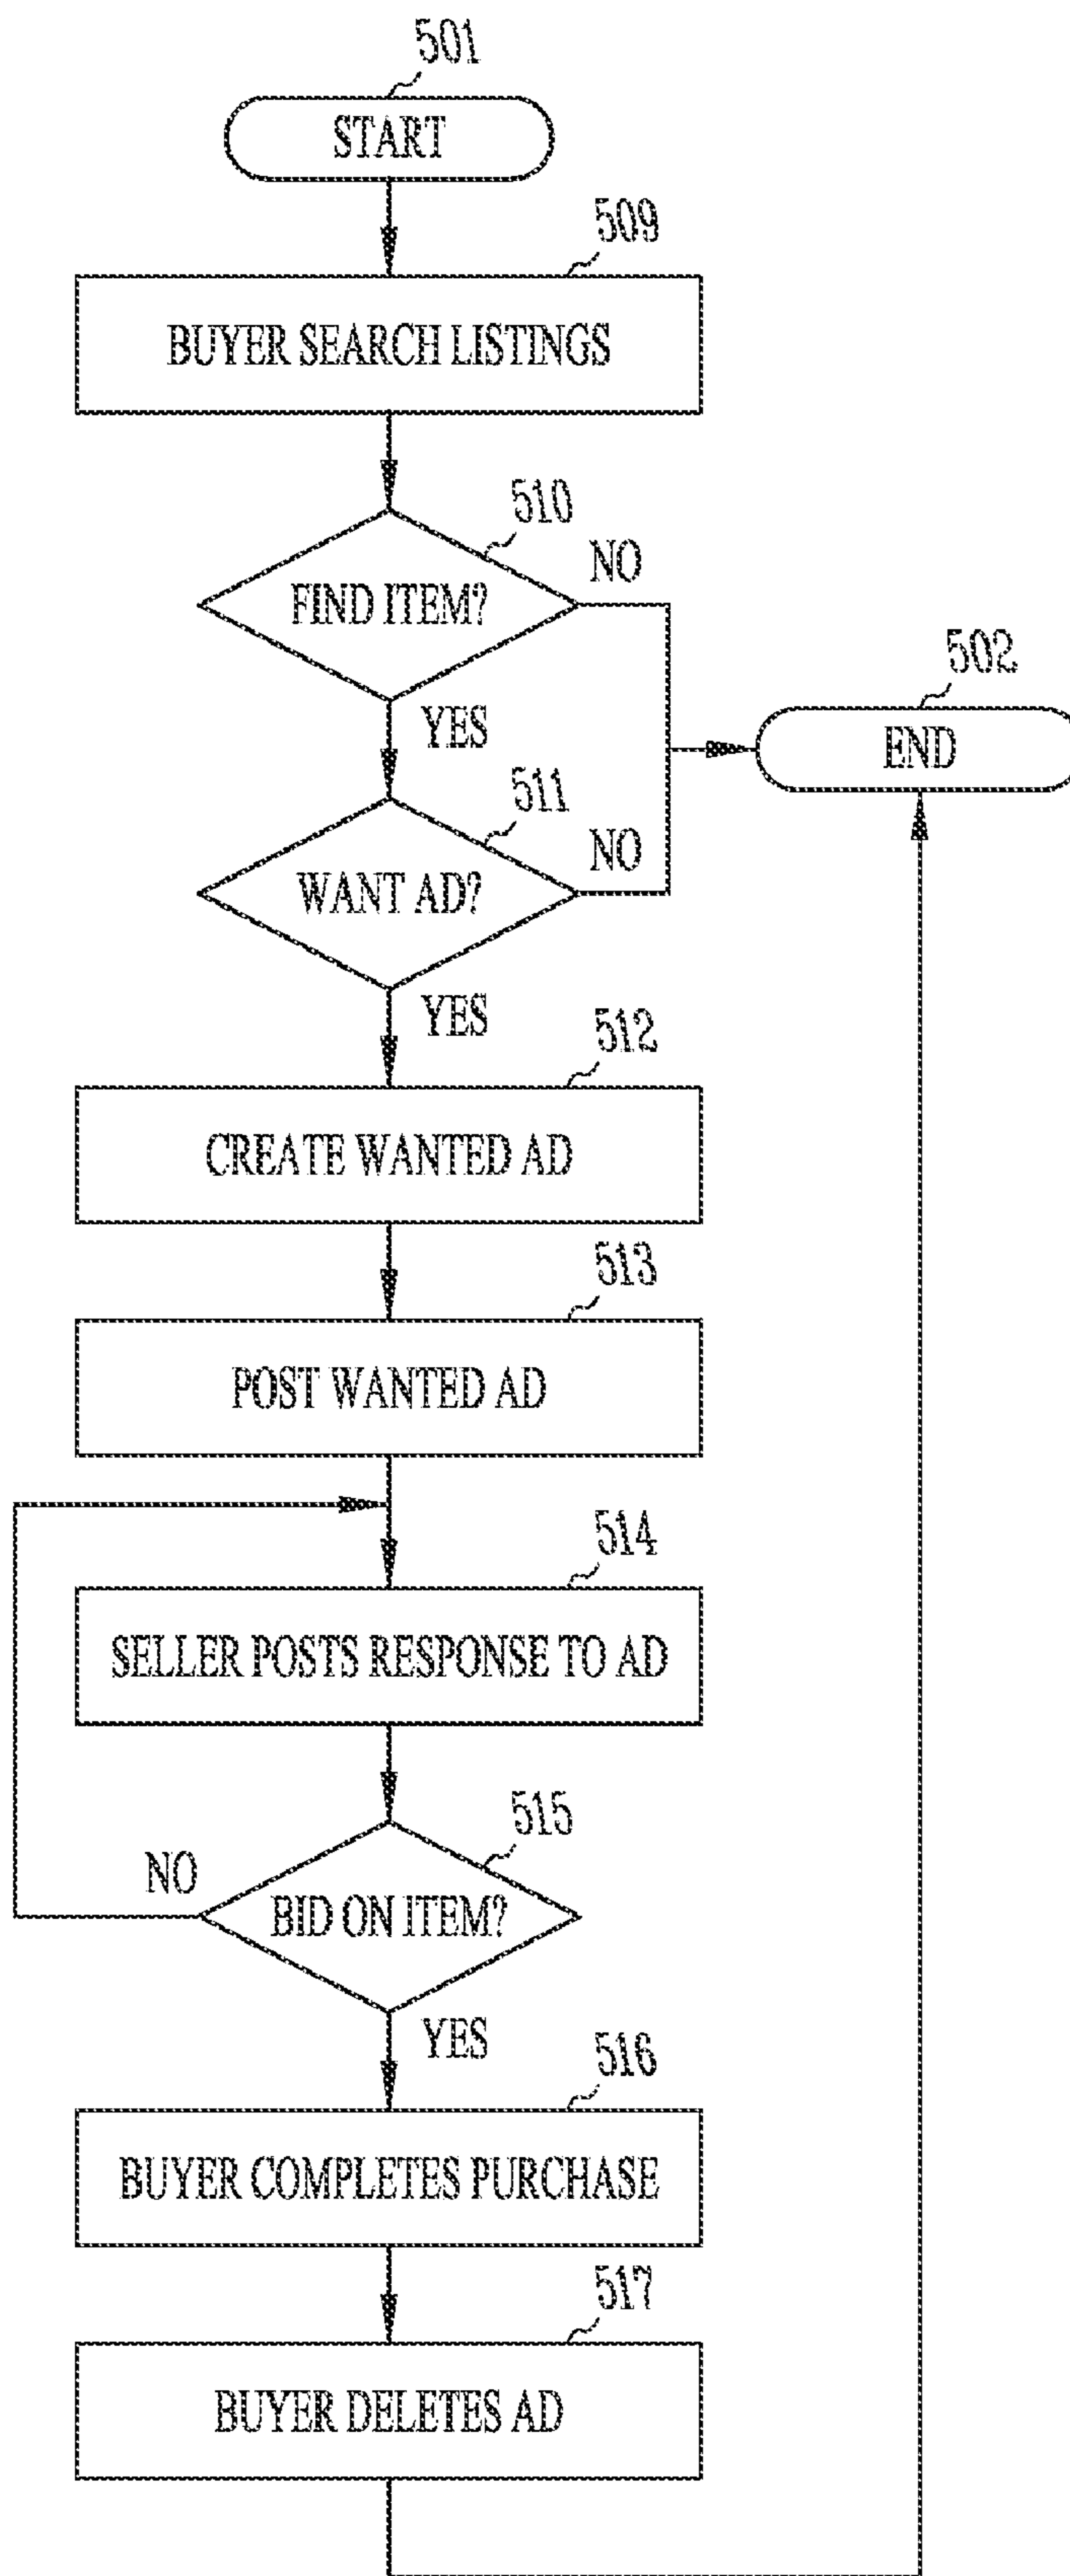 501
START
509
BUYER SEARCH LISTINGS
510
FIND ITEM?
NO
YES
502
END
511
WANT AD?
NO
YES
512
CREATE WANTED AD
513
POST WANTED AD
514
SELLER POSTS RESPONSE TO AD
515
BID ON ITEM?
NO
YES
516
BUYER COMPLETES PURCHASE
517
BUYER DELETES AD